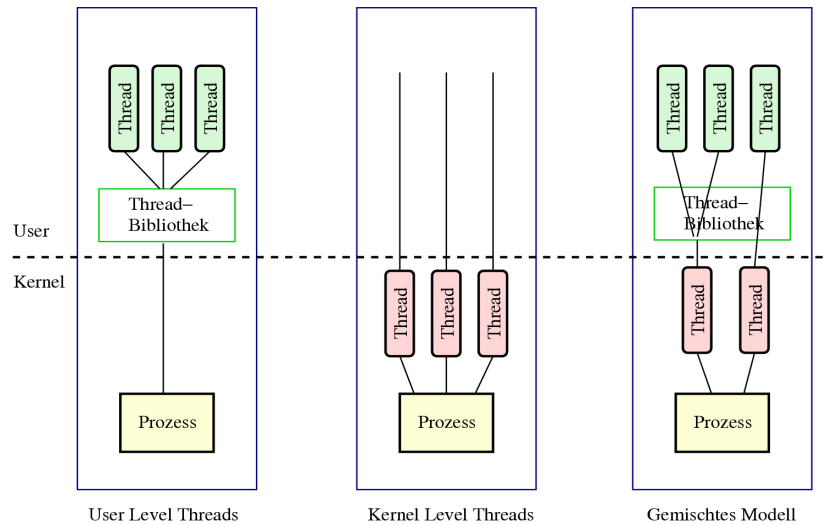 Thread
Thread
Thread
Thread–
Bibliothek
Prozess
User Level Threads
Thread
Thread
Thread
Prozess
Kernel Level Threads
Thread
Thread
Thread
Thread–
Bibliothek
Thread
Thread
Prozess
Gemischtes Modell
User
Kernel